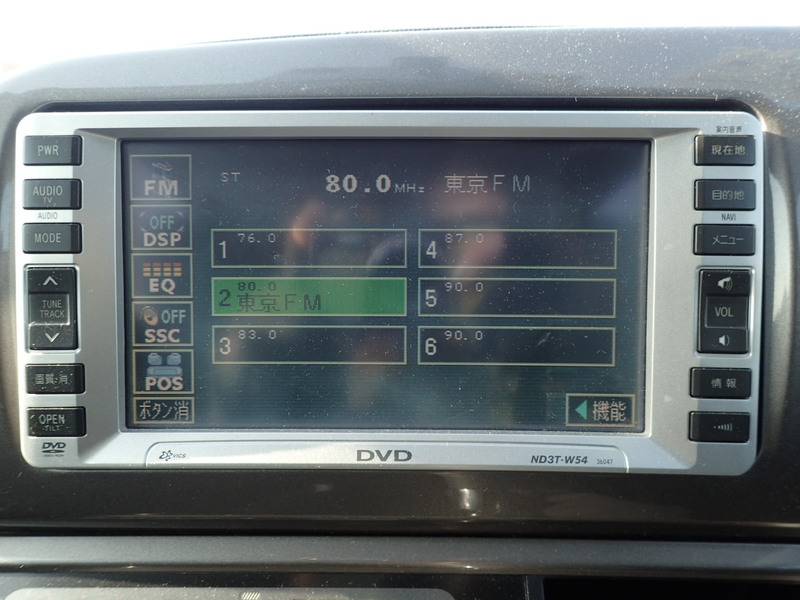 案内音声
PWR
現在地
AUDIO
TV
目的地
AUDIO
NAVI
MODE
メニュー
TUNE
TRACK
VOL
画質・消
情報
OPEN
TILT
DVD
FM
ST
80.0MHz 東京FM
OFF
DSP
EQ
OFF
SSC
POS
ボタン消
1 76.0
4 87.0
2 80.0
東京FM
5 90.0
3 83.0
6 90.0
機能
VICS
DVD
ND3T-W54 36047